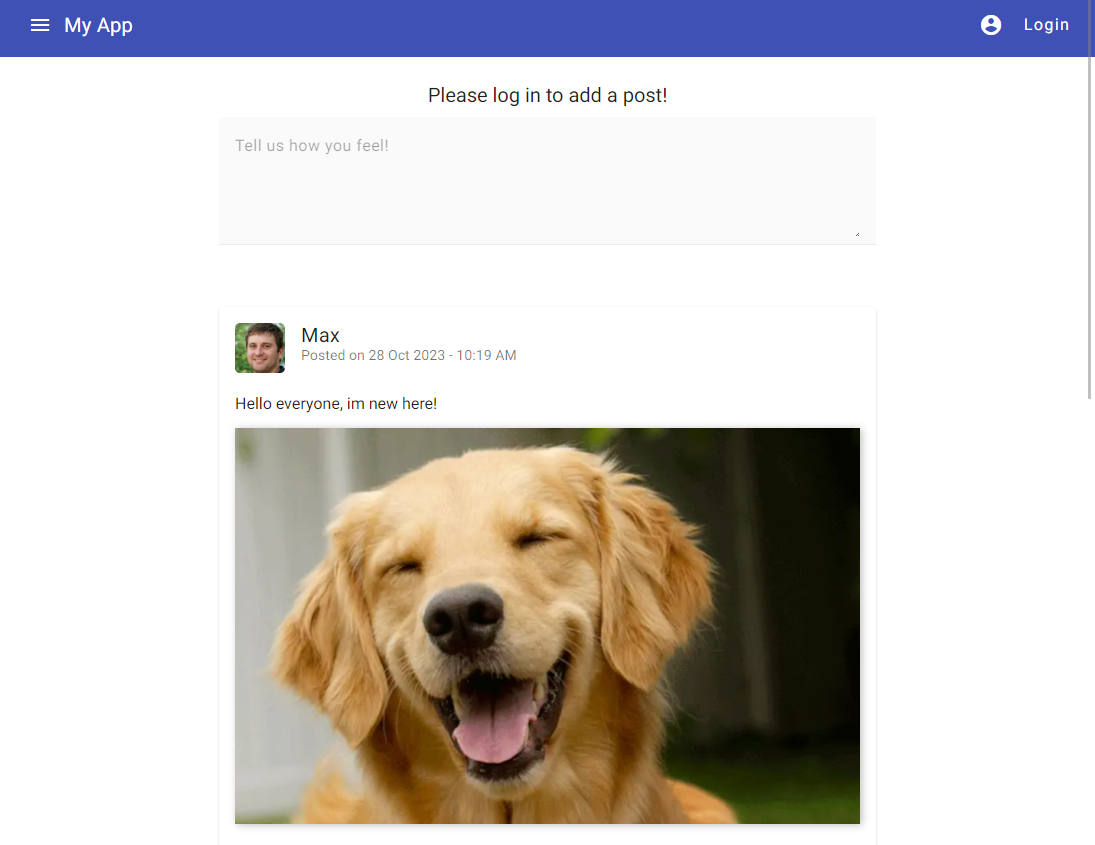 My App
Login
Please log in to add a post!
Tell us how you feel!
Max
Posted on 28 Oct 2023 - 10:19 AM
Hello everyone, im new here!